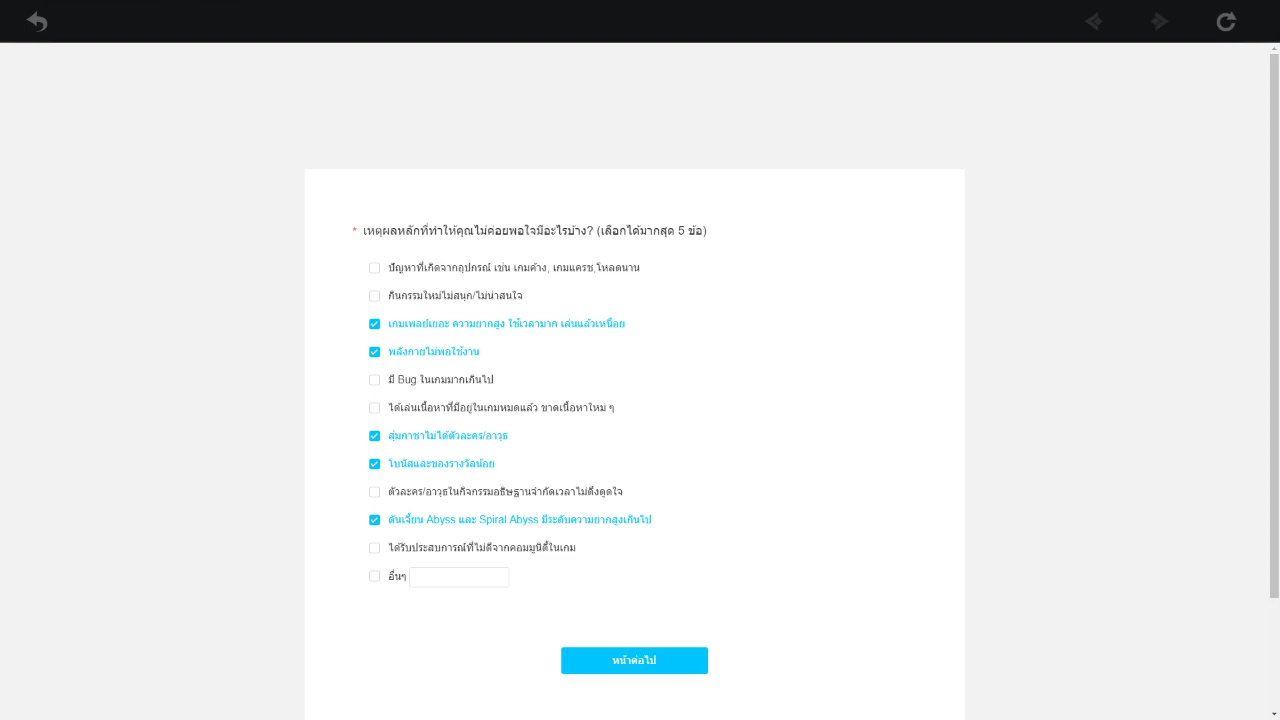 * เหตุผลหลักที่ทำให้คุณไม่ค่อยพอใจมีอะไรบ้าง? (เลือกได้มากสุด 5 ข้อ)
ปัญหาที่เกิดจากอุปกรณ์ เช่น เกมค้าง, เกมแครช,โหลดนาน
กิจกรรมใหม่ไม่สนุก/ไม่น่าสนใจ
เกมเพลย์เยอะ ความยากสูง ใช้เวลามาก เล่นแล้วเหนื่อย
พลังกายไม่พอใช้งาน
มี Bug ในเกมมากเกินไป
ได้เล่นเนื้อหาที่มีอยู่ในเกมหมดแล้ว ขาดเนื้อหาใหม่ ๆ
สุ่มกาชาไม่ได้ตัวละคร/อาวุธ
โบนัสและของรางวัลน้อย
ตัวละคร/อาวุธในกิจกรรมอธิษฐานจำกัดเวลาไม่ดึงดูดใจ
ดันเจี้ยน Abyss และ Spiral Abyss มีระดับความยากสูงเกินไป
ได้รับประสบการณ์ที่ไม่ดีจากคอมมูนิตี้ในเกม
อื่นๆ
หน้าต่อไป